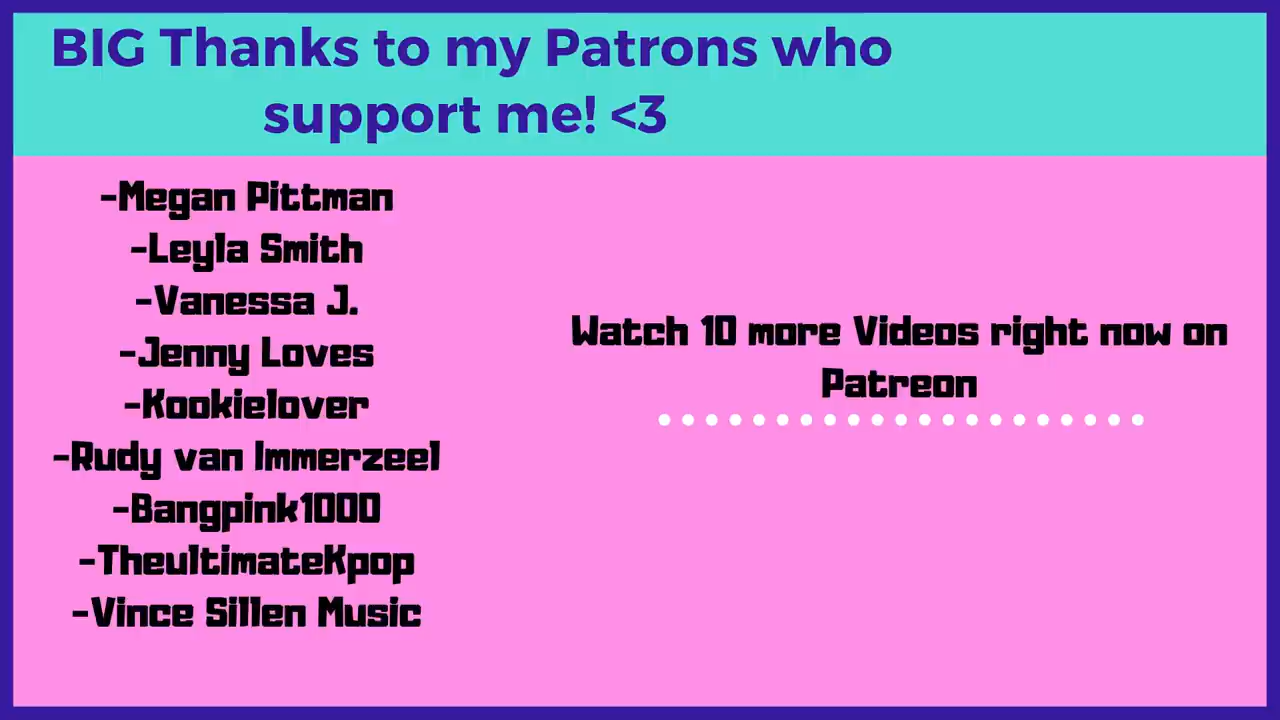 BIG Thanks to my Patrons who
support me! <3
-Megan Pittman
-Leyla Smith
-Vanessa J.
-Jenny Loves
-Kookielover
-Rudy van Immerzeel
-Bangpink1000
-TheultimateKpop
-Vince Sillen Music
Watch 10 more Videos right now on
Patreon